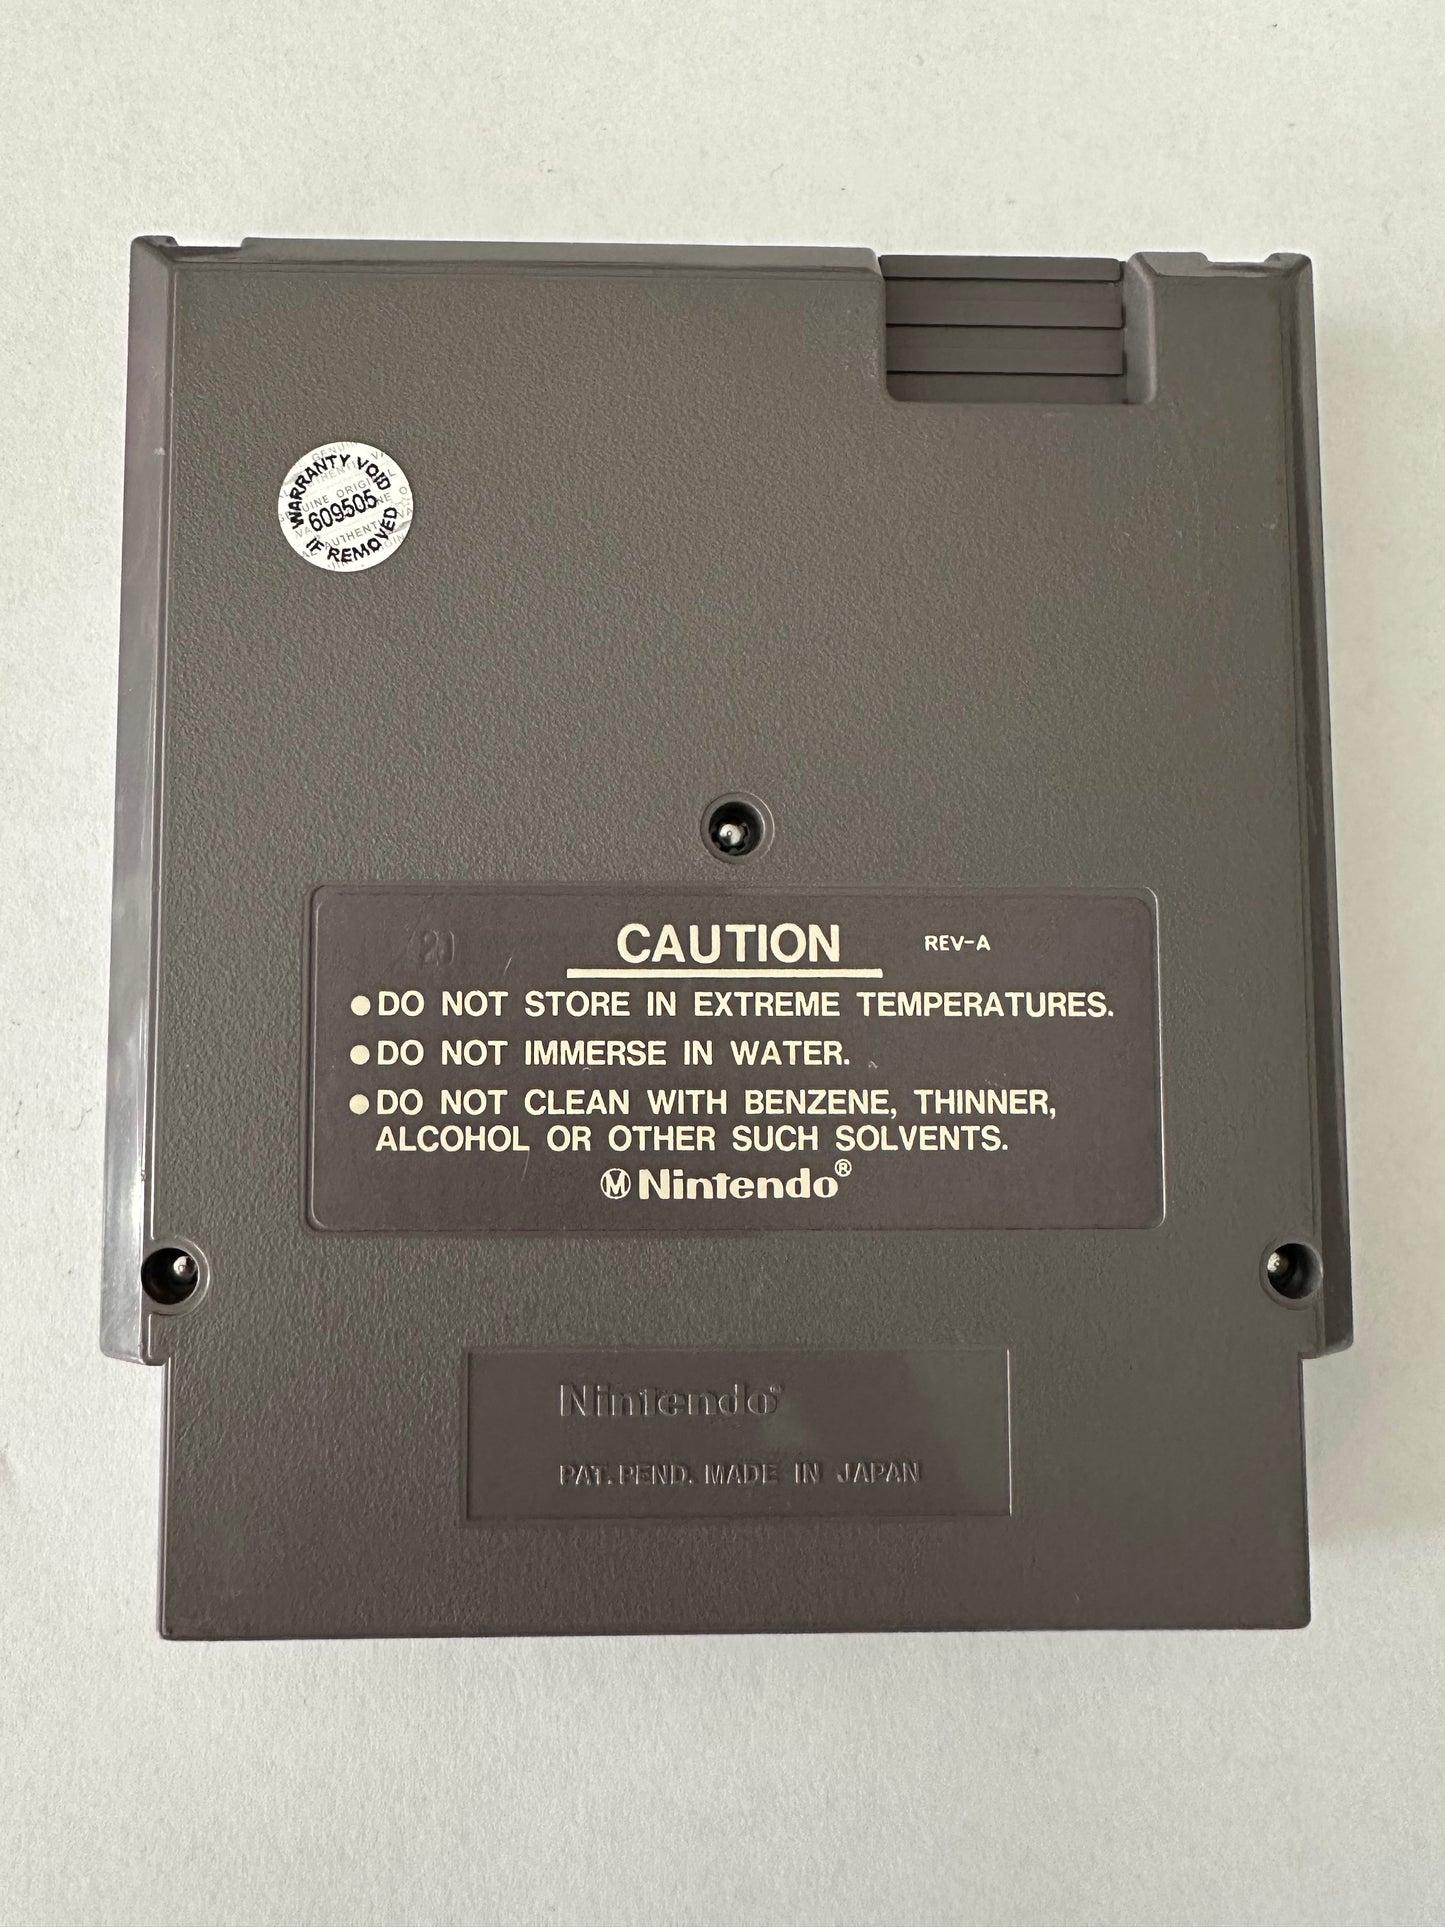 WARRANTY VOID
609505
IF REMOVED
20
CAUTION REV-A
●DO NOT STORE IN EXTREME TEMPERATURES.
●DO NOT IMMERSE IN WATER.
●DO NOT CLEAN WITH BENZENE, THINNER,
ALCOHOL OR OTHER SUCH SOLVENTS.
Ⓜ Nintendo®
Nintendo®
PAT. PEND. MADE IN JAPAN